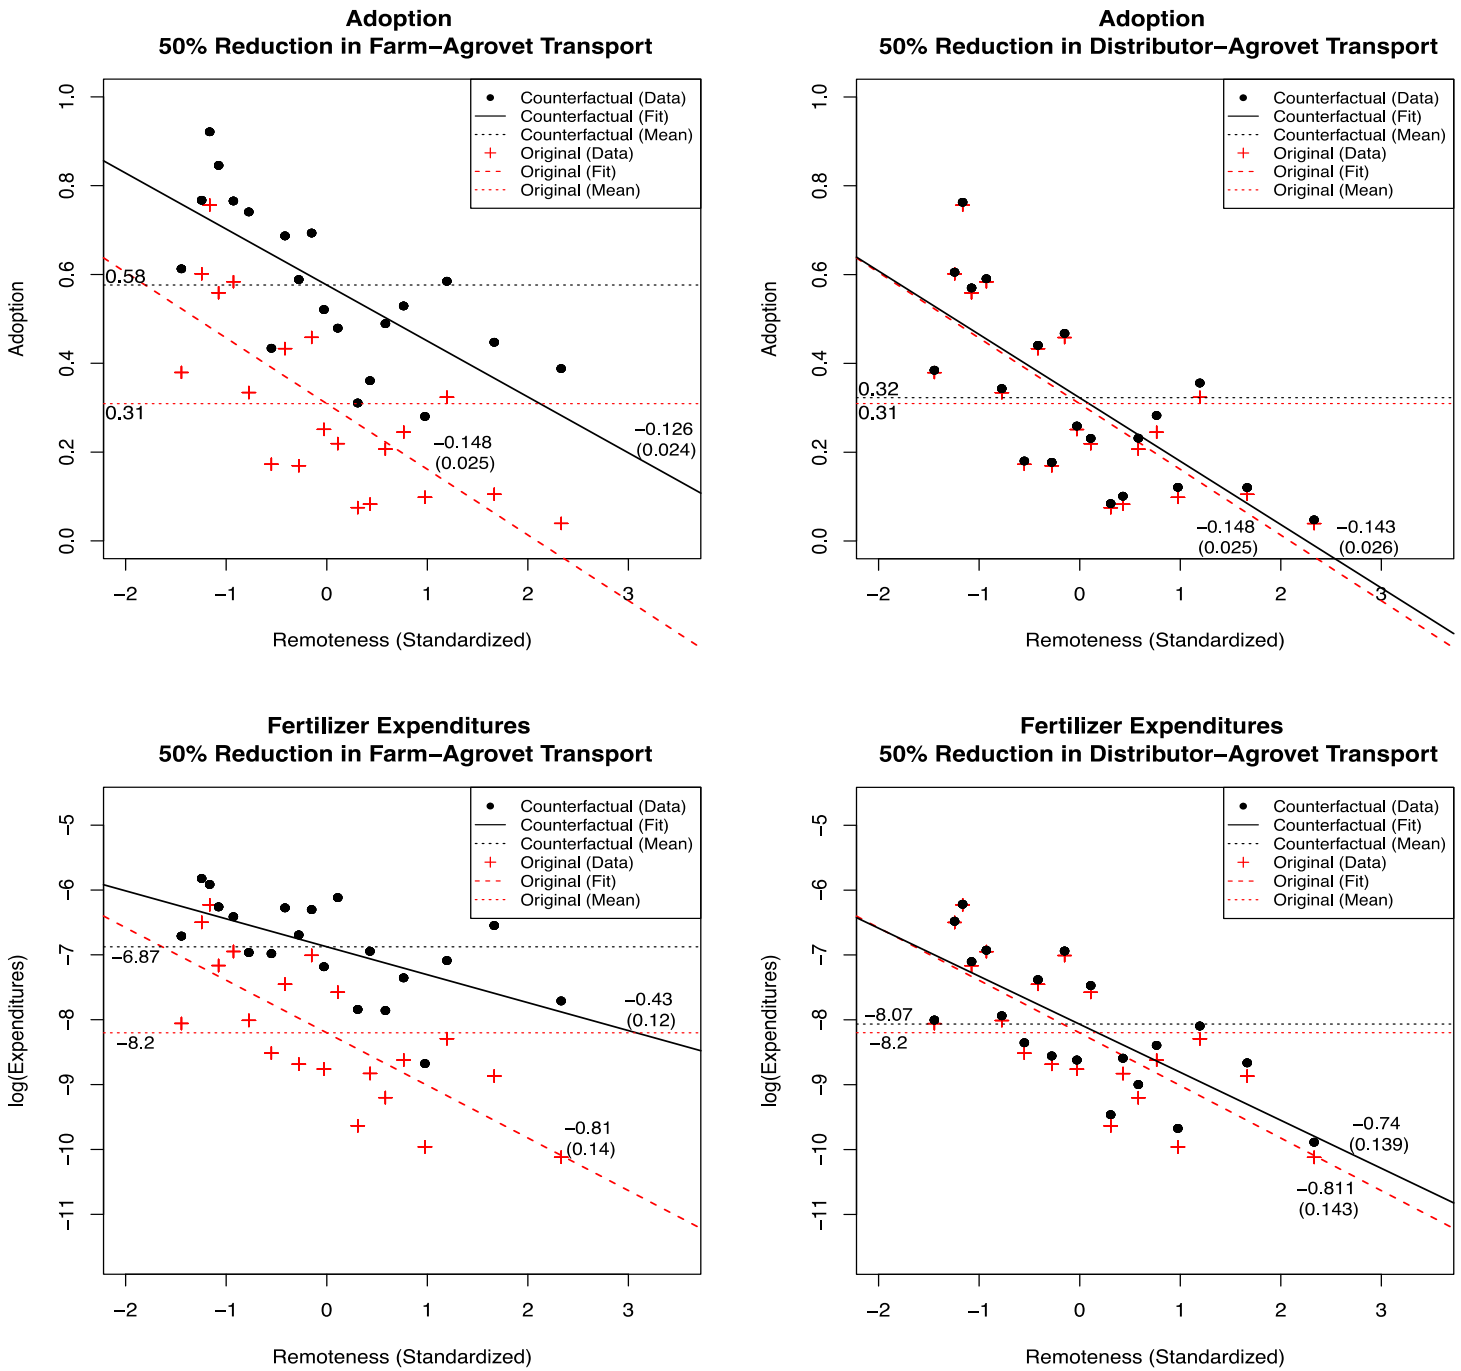 Adoption
50% Reduction in Farm−Agrovet Transport
Counterfactual (Data)
Counterfactual (Fit)
Counterfactual (Mean)
Original (Data)
Original (Fit)
Original (Mean)
Adoption
1.0
0.8
0.6
0.4
0.2
0.0
0.58
0.31
−0.148
(0.025)
−0.126
(0.024)
−2 −1 0 1 2 3
Remoteness (Standardized)
Adoption
50% Reduction in Distributor−Agrovet Transport
Counterfactual (Data)
Counterfactual (Fit)
Counterfactual (Mean)
Original (Data)
Original (Fit)
Original (Mean)
Adoption
1.0
0.8
0.6
0.4
0.2
0.0
0.32
0.31
−0.148
(0.025)
−0.143
(0.026)
−2 −1 0 1 2 3
Remoteness (Standardized)
Fertilizer Expenditures
50% Reduction in Farm−Agrovet Transport
Counterfactual (Data)
Counterfactual (Fit)
Counterfactual (Mean)
Original (Data)
Original (Fit)
Original (Mean)
log(Expenditures)
−5
−6
−7
−8
−9
−10
−11
−6.87
−8.2
−0.43
(0.12)
−0.81
(0.14)
−2 −1 0 1 2 3
Remoteness (Standardized)
Fertilizer Expenditures
50% Reduction in Distributor−Agrovet Transport
Counterfactual (Data)
Counterfactual (Fit)
Counterfactual (Mean)
Original (Data)
Original (Fit)
Original (Mean)
log(Expenditures)
−5
−6
−7
−8
−9
−10
−11
−8.07
−8.2
−0.74
(0.139)
−0.811
(0.143)
−2 −1 0 1 2 3
Remoteness (Standardized)